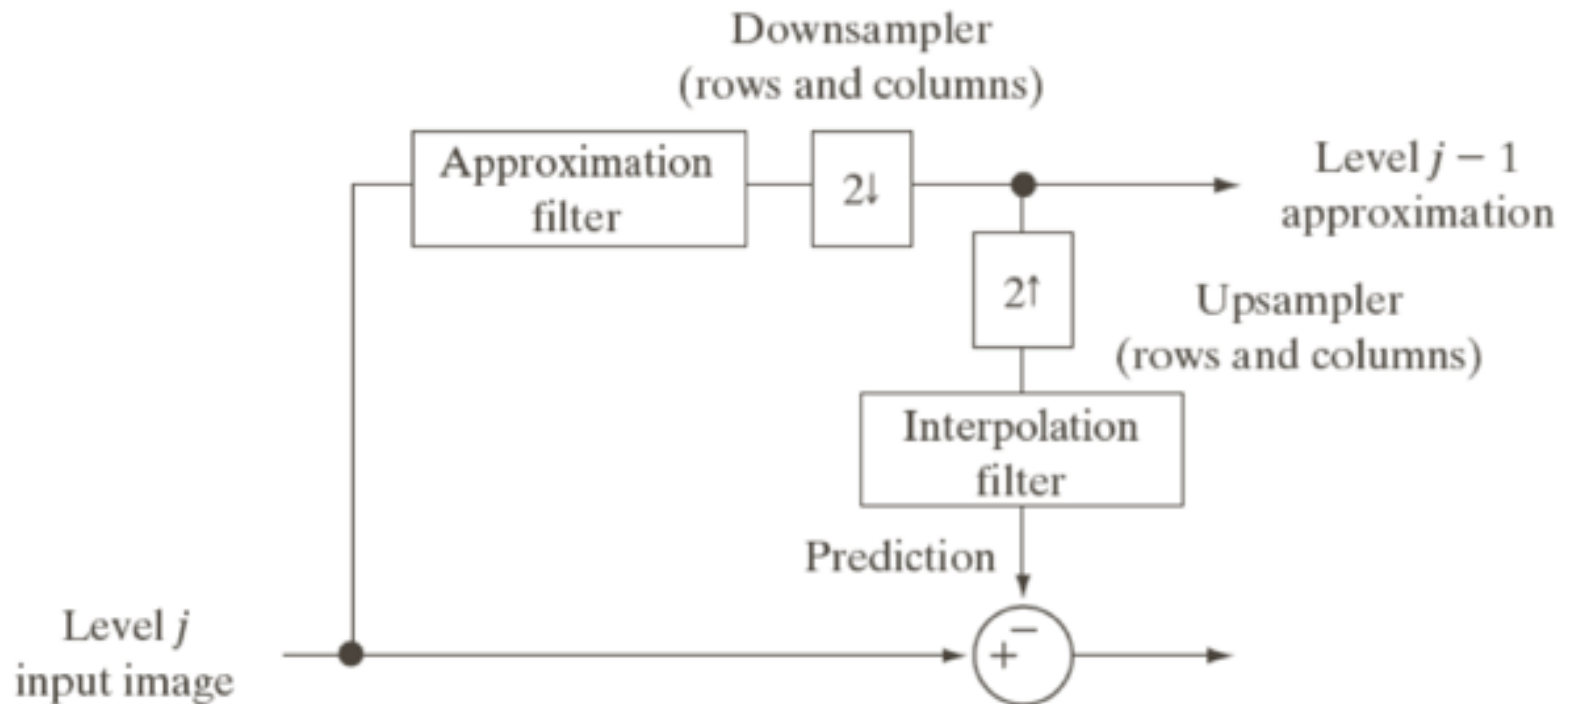 Downsampler
(rows and columns)
Approximation
filter
2↓
Level j − 1
approximation
2↑
Upsampler
(rows and columns)
Interpolation
filter
Prediction
Level j
input image
+
−